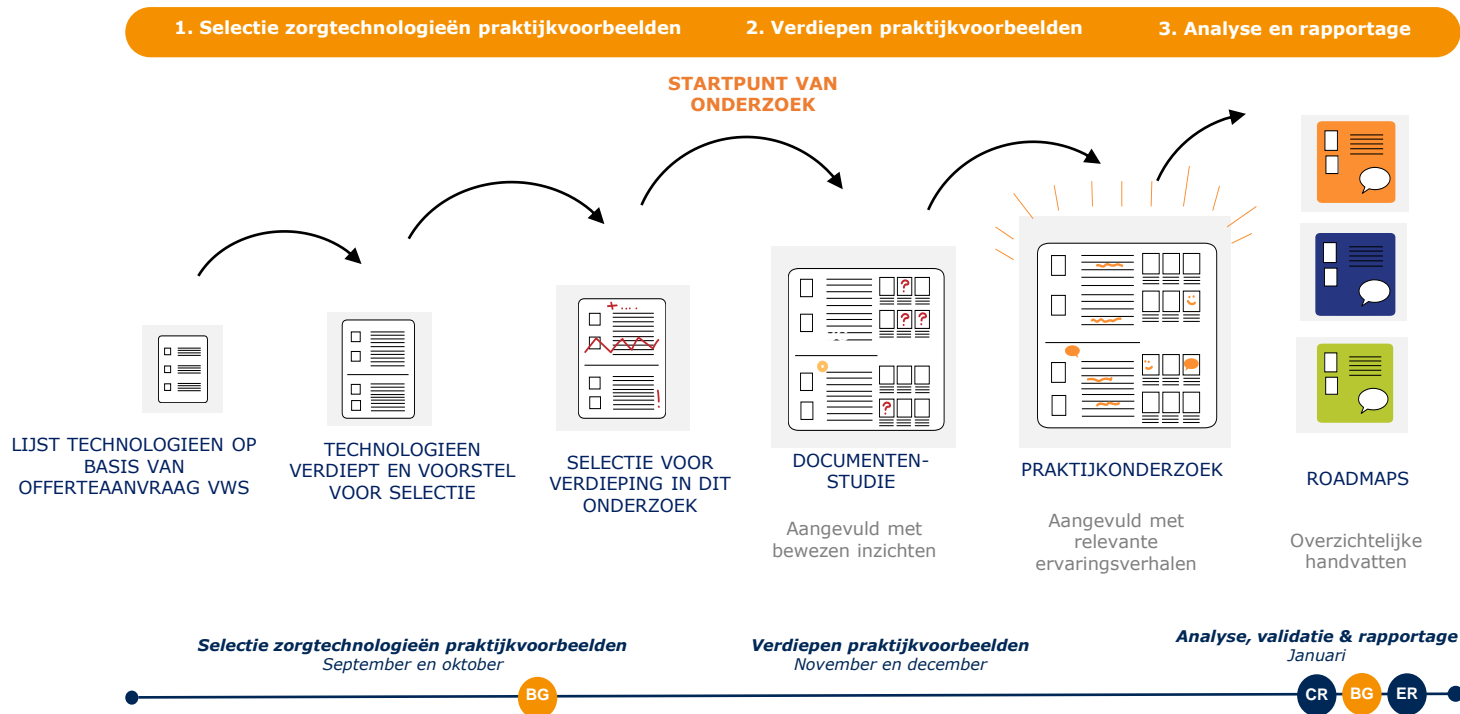 1. Selectie zorgtechnologieën praktijkvoorbeelden
2. Verdiepen praktijkvoorbeelden
3. Analyse en rapportage
STARTPUNT VAN
ONDERZOEK
LIJST TECHNOLOGIEEN OP
BASIS VAN
OFFERTEAANVRAAG VWS
TECHNOLOGIEEN
VERDIEPT EN VOORSTEL
VOOR SELECTIE
SELECTIE VOOR
VERDIEPING IN DIT
ONDERZOEK
DOCUMENTEN-
STUDIE
Aangevuld met
bewezen inzichten
PRAKTIJKONDERZOEK
Aangevuld met
relevante
ervaringsverhalen
ROADMAPS
Overzichtelijke
handvatten
Selectie zorgtechnologieën praktijkvoorbeelden
September en oktober
Verdiepen praktijkvoorbeelden
November en december
Analyse, validatie & rapportage
Januari
BG
CR
BG
ER